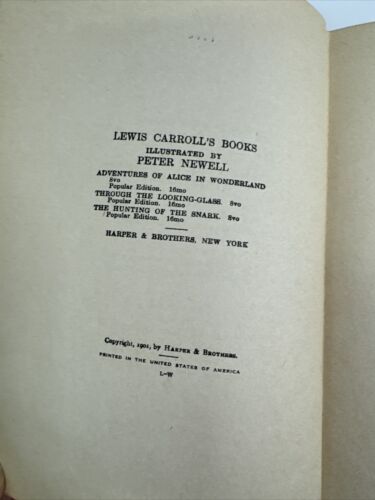 LEWIS CARROLL'S BOOKS
ILLUSTRATED BY
PETER NEWELL
ADVENTURES OF ALICE IN WONDERLAND
8vo
Popular Edition. 16mo
THROUGH THE LOOKING-GLASS. 8vo
Popular Edition. 16mo
THE HUNTING OF THE SNARK. 8vo
Popular Edition. 16mo
HARPER & BROTHERS, NEW YORK
Copyright, 1901, by HARPER & BROTHERS.
PRINTED IN THE UNITED STATES OF AMERICA
L-W